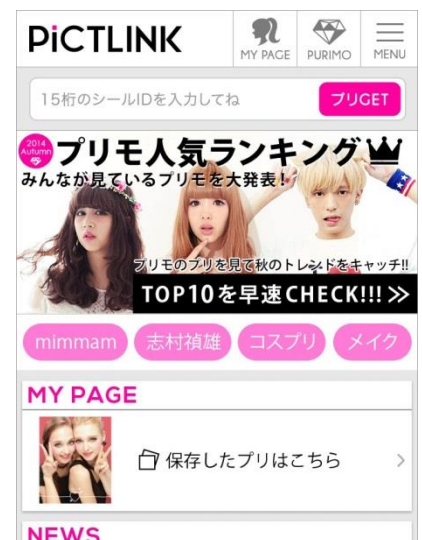 PiCTLINK
MY PAGE
PURIMO
MENU
15桁のシールIDを入力してね
プリGET
2014
Autumn
プリモ人気ランキング
みんなが見ているプリモを大発表！
プリモのプリを見て秋のトレンドをキャッチ!!
TOP10を早速CHECK!!! ≫
mimmam
志村禎雄
コスプリ
メイク
MY PAGE
保存したプリはこちら
NEWS